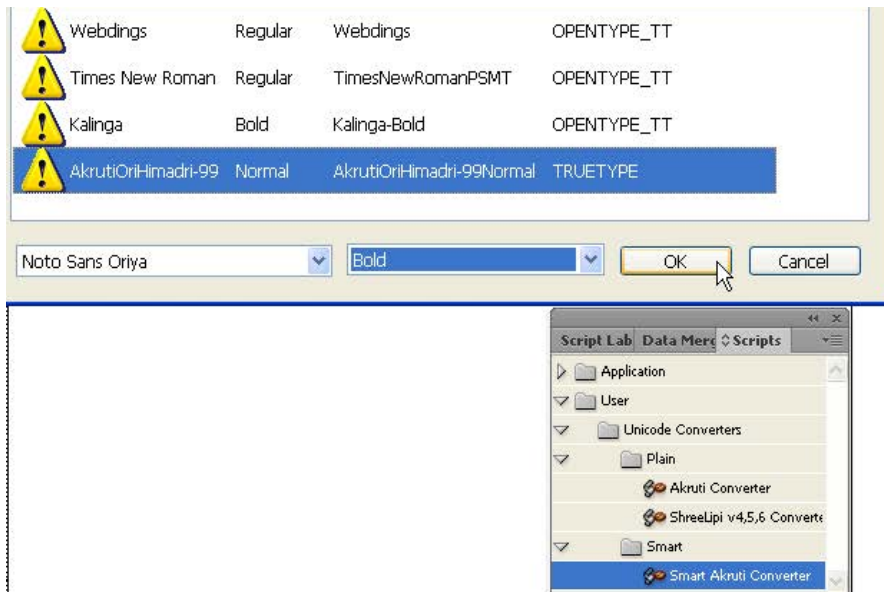 Webdings Regular Webdings OPENTYPE_TT
Times New Roman Regular TimesNewRomanPSMT OPENTYPE_TT
Kalinga Bold Kalinga-Bold OPENTYPE_TT
AkrutiOriHimadri-99 Normal AkrutiOriHimadri-99Normal TRUETYPE
Noto Sans Oriya Bold OK Cancel
Script Lab Data Merg Scripts
Application
User
Unicode Converters
Plain
Akruti Converter
ShreeLipi v4,5,6 Converte
Smart
Smart Akruti Converter